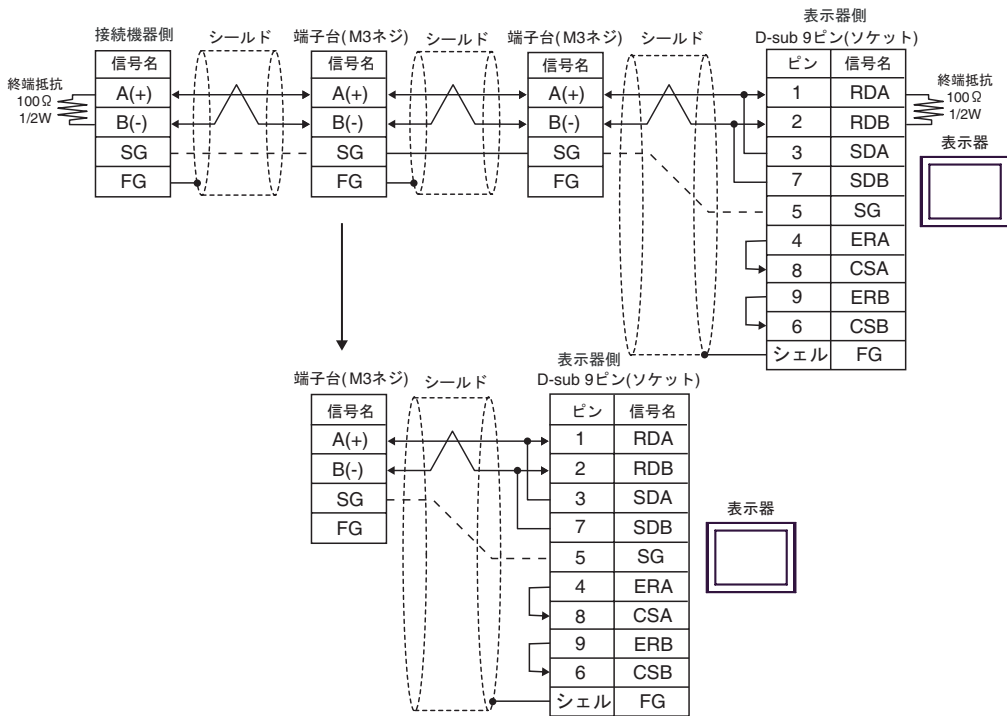 接続機器側
シールド
端子台(M3ネジ)
シールド
端子台(M3ネジ)
シールド
表示器側
D-sub 9ピン(ソケット)
終端抵抗
100Ω
1/2W
信号名
A(+)
B(-)
SG
FG
信号名
A(+)
B(-)
SG
FG
信号名
A(+)
B(-)
SG
FG
ピン 信号名
1 RDA
2 RDB
3 SDA
7 SDB
5 SG
4 ERA
8 CSA
9 ERB
6 CSB
シェル FG
終端抵抗
100Ω
1/2W
表示器
端子台(M3ネジ)
シールド
表示器側
D-sub 9ピン(ソケット)
信号名
A(+)
B(-)
SG
FG
ピン 信号名
1 RDA
2 RDB
3 SDA
7 SDB
5 SG
4 ERA
8 CSA
9 ERB
6 CSB
シェル FG
表示器